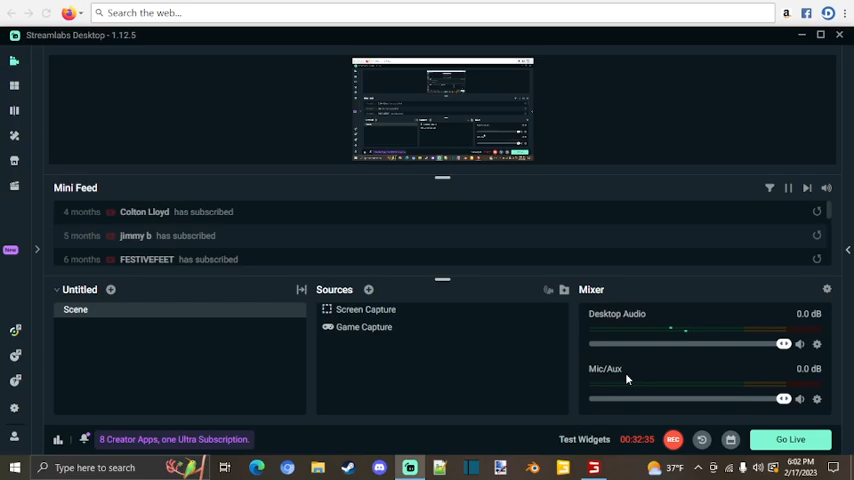 Search the web...
Streamlabs Desktop - 1.12.5
Mini Feed
4 months Colton Lloyd has subscribed
5 months jimmy b has subscribed
6 months FESTIVEFEET has subscribed
New
Untitled
Scene
Sources
Screen Capture
Game Capture
Mixer
Desktop Audio 0.0 dB
Mic/Aux 0.0 dB
8 Creator Apps, one Ultra Subscription.
Test Widgets 00:32:35 REC
Go Live
Type here to search
37°F
6:02 PM
2/17/2023